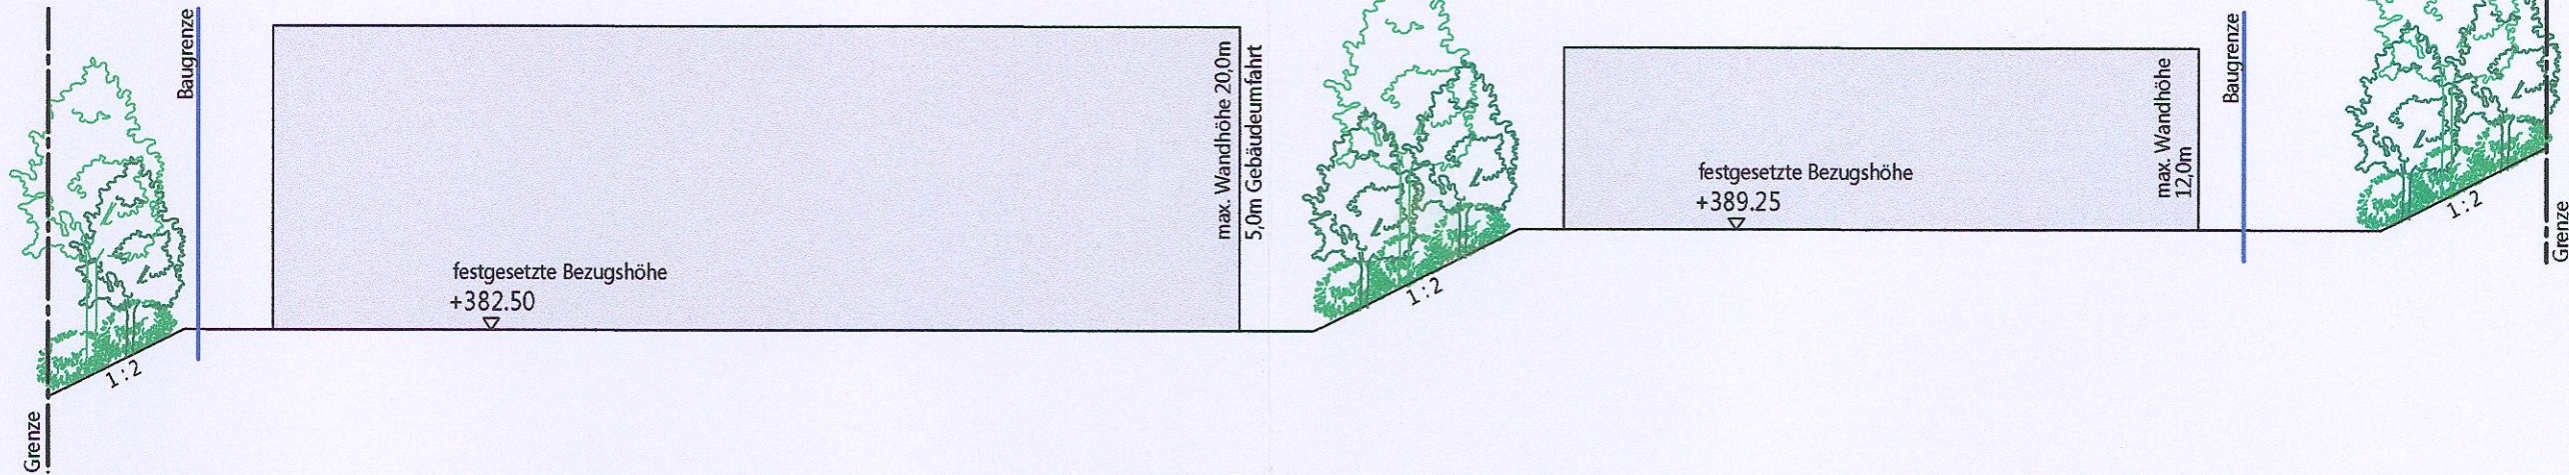 Grenze
1:2
Baugrenze
festgesetzte Bezugshöhe
+382.50
max. Wandhöhe 20,0m
5,0m Gebäudeumfahrt
1:2
festgesetzte Bezugshöhe
+389.25
max. Wandhöhe
12,0m
Baugrenze
1:2
Grenze